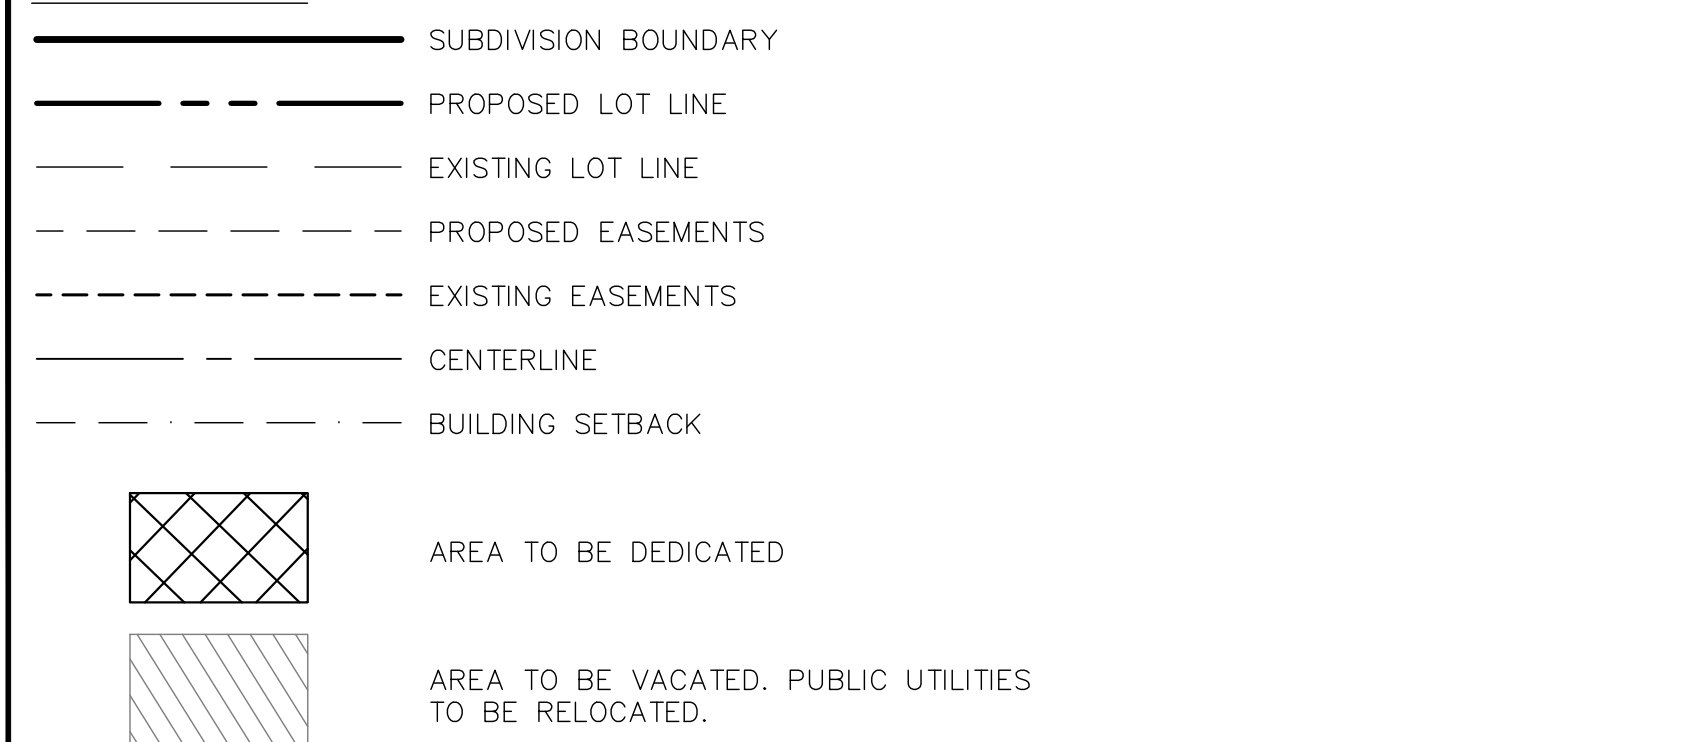 SUBDIVISION BOUNDARY
PROPOSED LOT LINE
EXISTING LOT LINE
PROPOSED EASEMENTS
EXISTING EASEMENTS
CENTERLINE
BUILDING SETBACK
AREA TO BE DEDICATED
AREA TO BE VACATED. PUBLIC UTILITIES
TO BE RELOCATED.